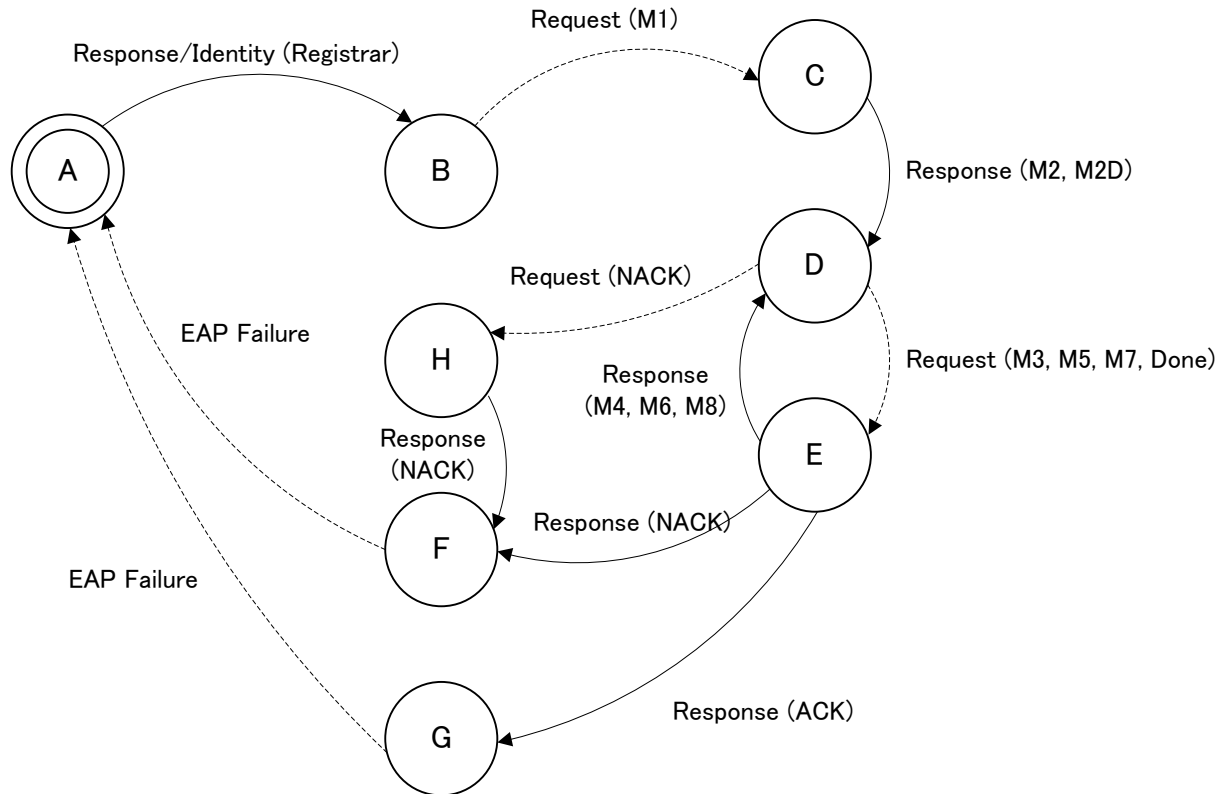 Request (M1)
Response/Identity (Registrar)
C
A
B
Response (M2, M2D)
D
Request (NACK)
EAP Failure
H
Request (M3, M5, M7, Done)
Response
(M4, M6, M8)
Response
(NACK)
E
Response (NACK)
F
EAP Failure
Response (ACK)
G